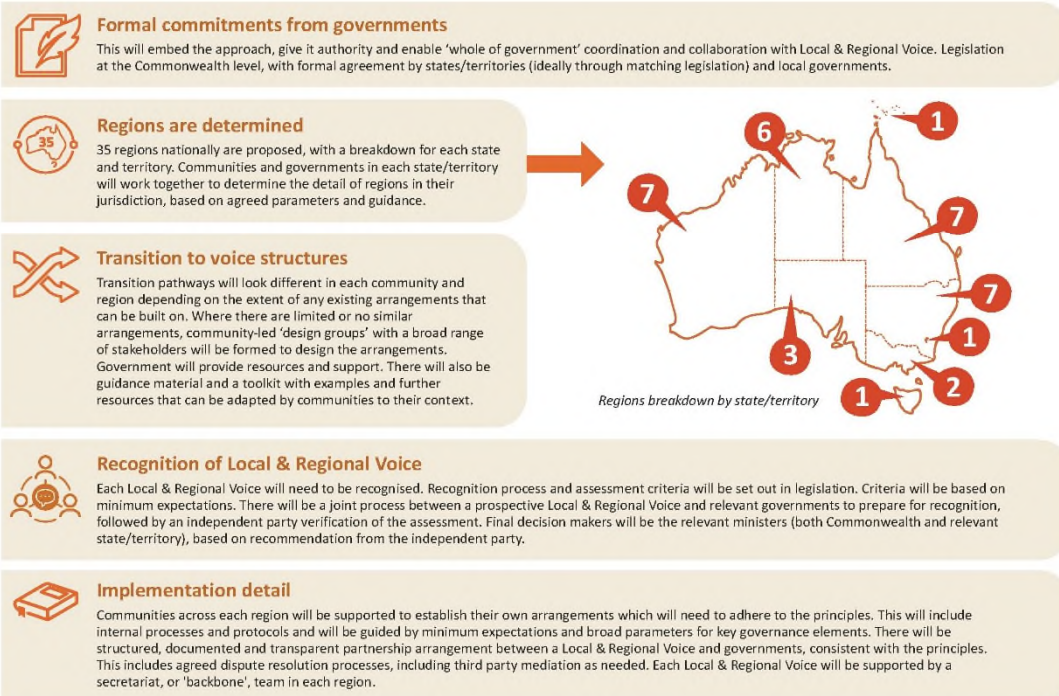 Formal commitments from governments
This will embed the approach, give it authority and enable ‘whole of government’ coordination and collaboration with Local & Regional Voice. Legislation
at the Commonwealth level, with formal agreement by states/territories (ideally through matching legislation) and local governments.
Regions are determined
35
35 regions nationally are proposed, with a breakdown for each state
and territory. Communities and governments in each state/territory
will work together to determine the detail of regions in their
jurisdiction, based on agreed parameters and guidance.
Transition to voice structures
Transition pathways will look different in each community and
region depending on the extent of any existing arrangements that
can be built on. Where there are limited or no similar
arrangements, community-led ‘design groups’ with a broad range
of stakeholders will be formed to design the arrangements.
Government will provide resources and support. There will also be
guidance material and a toolkit with examples and further
resources that can be adapted by communities to their context.
1
6
7
7
7
1
3
2
1
Regions breakdown by state/territory
Recognition of Local & Regional Voice
Each Local & Regional Voice will need to be recognised. Recognition process and assessment criteria will be set out in legislation. Criteria will be based on
minimum expectations. There will be a joint process between a prospective Local & Regional Voice and relevant governments to prepare for recognition,
followed by an independent party verification of the assessment. Final decision makers will be the relevant ministers (both Commonwealth and relevant
state/territory), based on recommendation from the independent party.
Implementation detail
Communities across each region will be supported to establish their own arrangements which will need to adhere to the principles. This will include
internal processes and protocols and will be guided by minimum expectations and broad parameters for key governance elements. There will be
structured, documented and transparent partnership arrangement between a Local & Regional Voice and governments, consistent with the principles.
This includes agreed dispute resolution processes, including third party mediation as needed. Each Local & Regional Voice will be supported by a
secretariat, or 'backbone', team in each region.